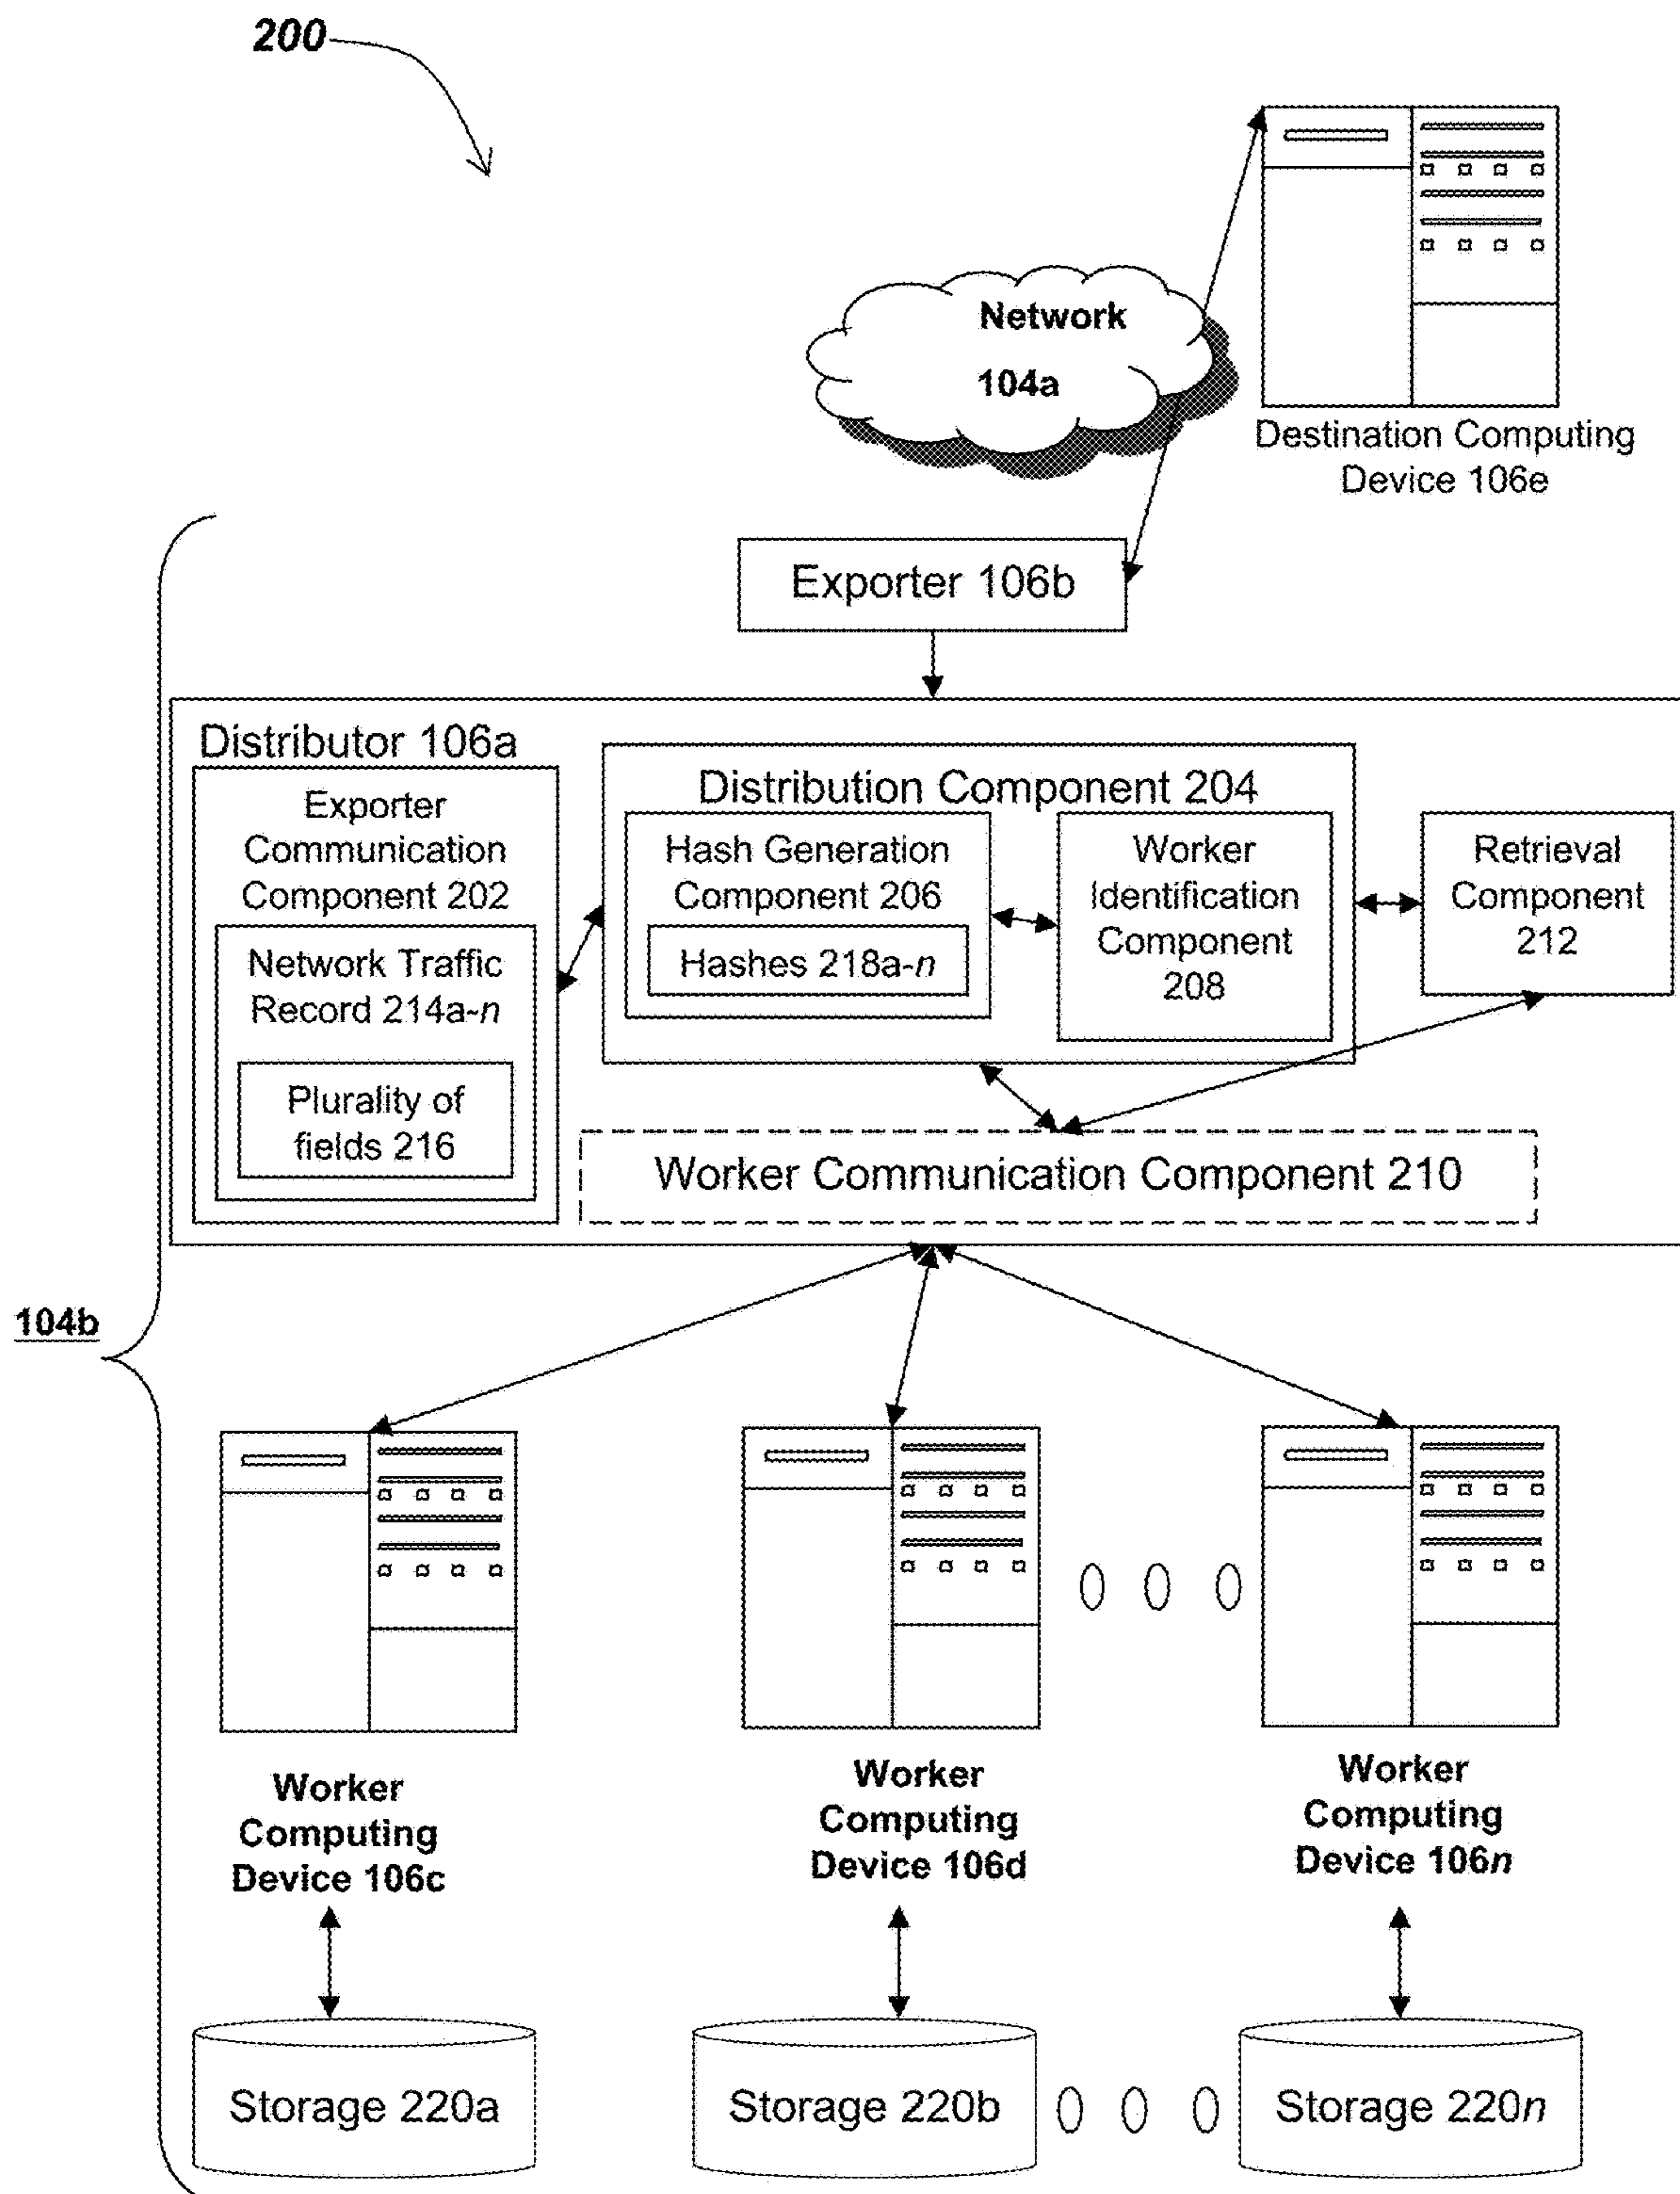 200
Network
104a
Destination Computing
Device 106e
Exporter 106b
Distributor 106a
Exporter
Communication
Component 202
Network Traffic
Record 214a-n
Plurality of
fields 216
Distribution Component 204
Hash Generation
Component 206
Hashes 218a-n
Worker
Identification
Component
208
Retrieval
Component
212
Worker Communication Component 210
104b
Worker
Computing
Device 106c
Worker
Computing
Device 106d
Worker
Computing
Device 106n
Storage 220a
Storage 220b
Storage 220n